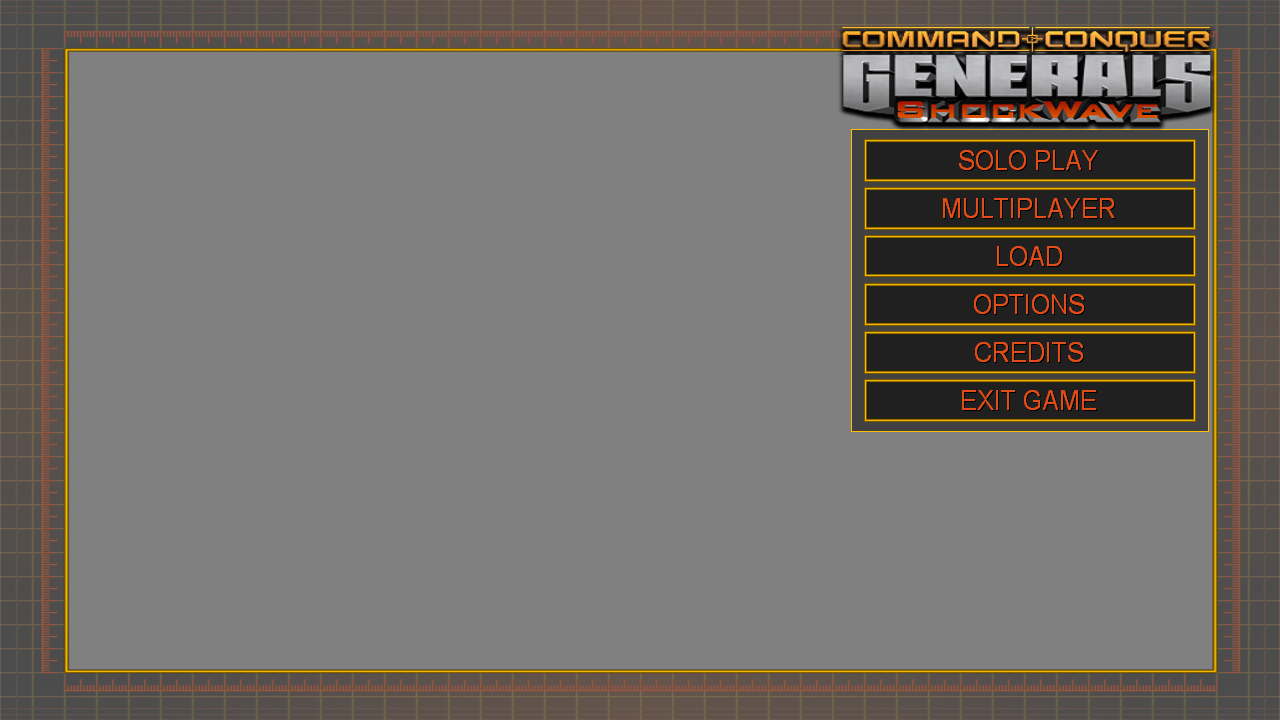 COMMAND CONQUER
GENERALS
SHOCKWAVE
SOLO PLAY
MULTIPLAYER
LOAD
OPTIONS
CREDITS
EXIT GAME